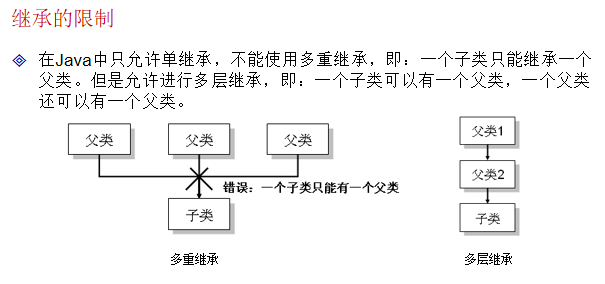 继承的限制
在Java中只允许单继承，不能使用多重继承，即：一个子类只能继承一个
父类。但是允许进行多层继承，即：一个子类可以有一个父类，一个父类
还可以有一个父类。
父类 父类 父类
错误：一个子类只能有一个父类
子类
多重继承
父类1
父类2
子类
多层继承